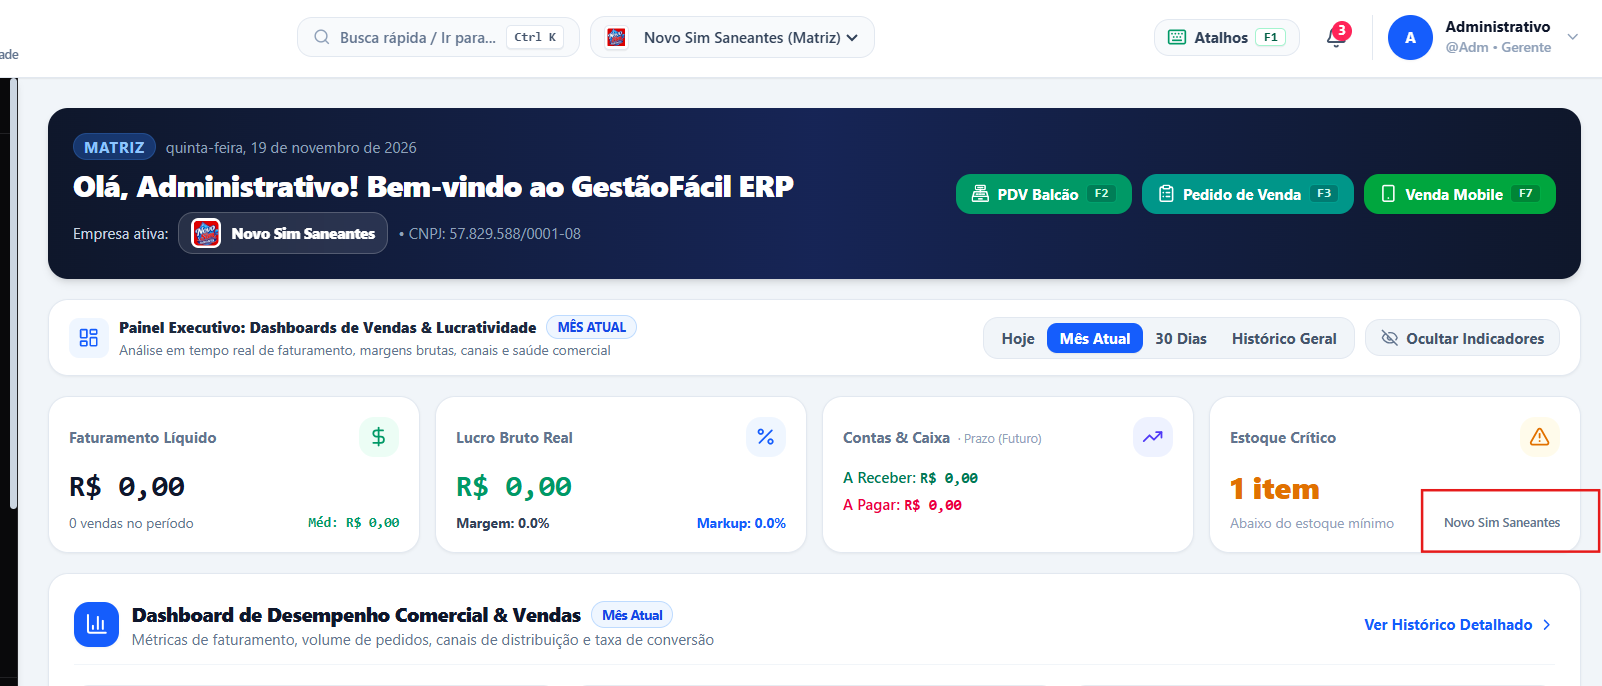 ade
Busca rápida / Ir para... Ctrl K
Novo Sim Saneantes (Matriz)
Atalhos F1
3
A
Administrativo
@Adm • Gerente
MATRIZ quinta-feira, 19 de novembro de 2026
Olá, Administrativo! Bem-vindo ao GestãoFácil ERP
Empresa ativa: Novo Sim Saneantes • CNPJ: 57.829.588/0001-08
PDV Balcão F2
Pedido de Venda F3
Venda Mobile F7
Painel Executivo: Dashboards de Vendas & Lucratividade MÊS ATUAL
Análise em tempo real de faturamento, margens brutas, canais e saúde comercial
Hoje Mês Atual 30 Dias Histórico Geral
Ocultar Indicadores
Faturamento Líquido
R$ 0,00
0 vendas no período Méd: R$ 0,00
Lucro Bruto Real
R$ 0,00
Margem: 0.0% Markup: 0.0%
Contas & Caixa · Prazo (Futuro)
A Receber: R$ 0,00
A Pagar: R$ 0,00
Estoque Crítico
1 item
Abaixo do estoque mínimo Novo Sim Saneantes
Dashboard de Desempenho Comercial & Vendas Mês Atual
Métricas de faturamento, volume de pedidos, canais de distribuição e taxa de conversão
Ver Histórico Detalhado